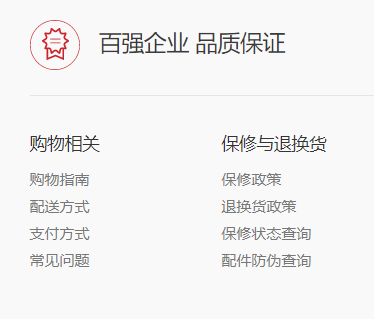 百强企业 品质保证
购物相关
购物指南
配送方式
支付方式
常见问题
保修与退换货
保修政策
退换货政策
保修状态查询
配件防伪查询